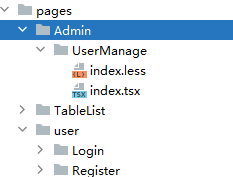 pages
Admin
UserManage
index.less
index.tsx
TableList
user
Login
Register